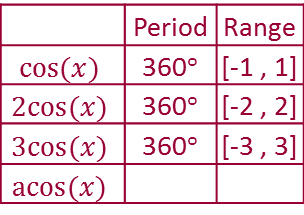 Period Range
cos(x) 360° [-1 , 1]
2cos(x) 360° [-2 , 2]
3cos(x) 360° [-3 , 3]
acos(x)